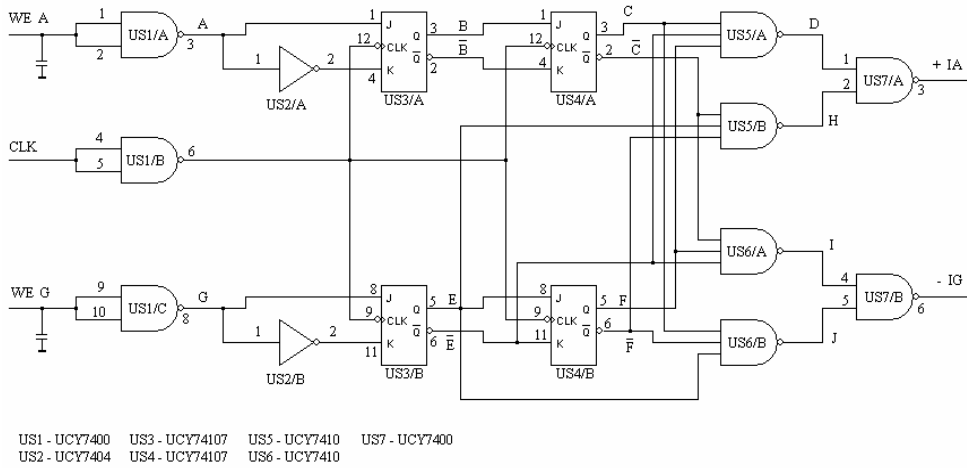 WE A
1
2
US1/A
3
A
1
2
US2/A
1
12
4
J
CLK
K
Q
Q
3
2
US3/A
B
B
1
12
4
J
CLK
K
Q
Q
3
2
US4/A
C
C
US5/A
D
1
2
US7/A
3
+ IA
US5/B
H
CLK
4
5
US1/B
6
US6/A
I
4
5
US7/B
6
- IG
US6/B
J
WE G
9
10
US1/C
8
G
1
2
US2/B
8
9
11
J
CLK
K
Q
Q
5
6
US3/B
E
E
8
9
11
J
CLK
K
Q
Q
5
6
US4/B
F
F
US1 - UCY7400 US3 - UCY74107 US5 - UCY7410 US7 - UCY7400
US2 - UCY7404 US4 - UCY74107 US6 - UCY7410